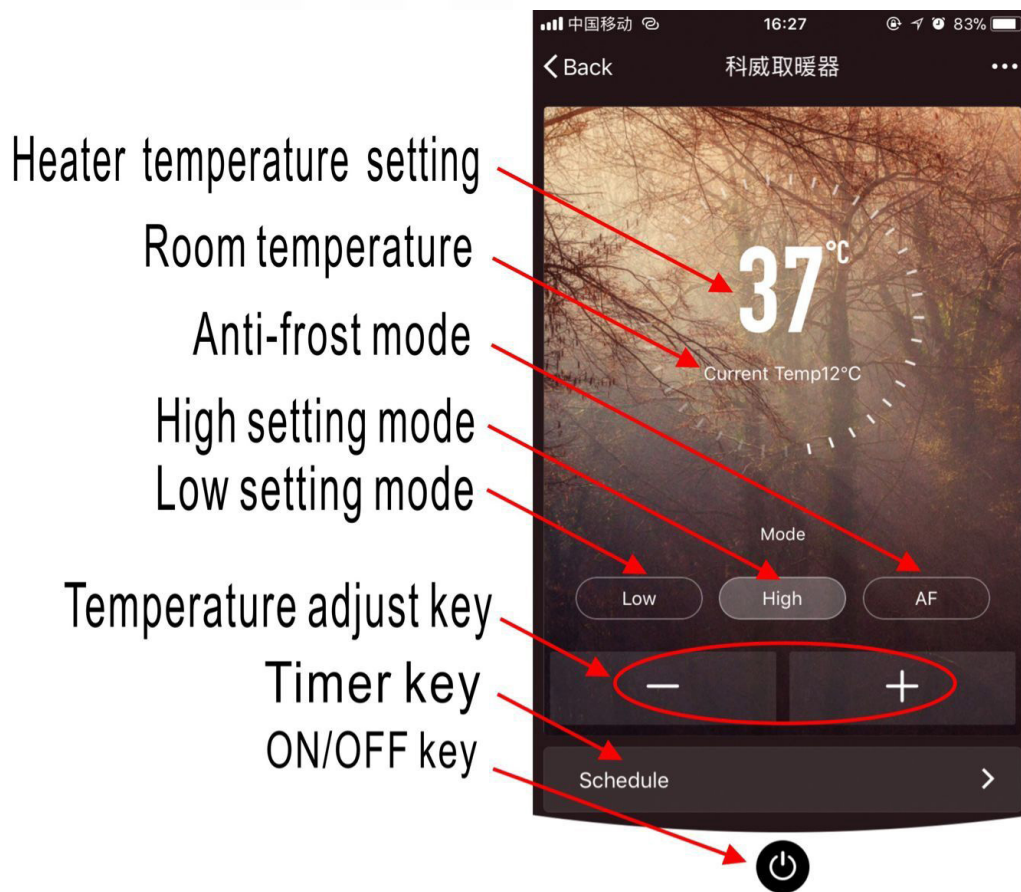 中国移动 16:27 83%
Back 科威取暖器
Heater temperature setting
37°C
Room temperature
Current Temp12°C
Anti-frost mode
High setting mode
Low setting mode
Mode
Low High AF
Temperature adjust key
− +
Timer key
Schedule
ON/OFF key